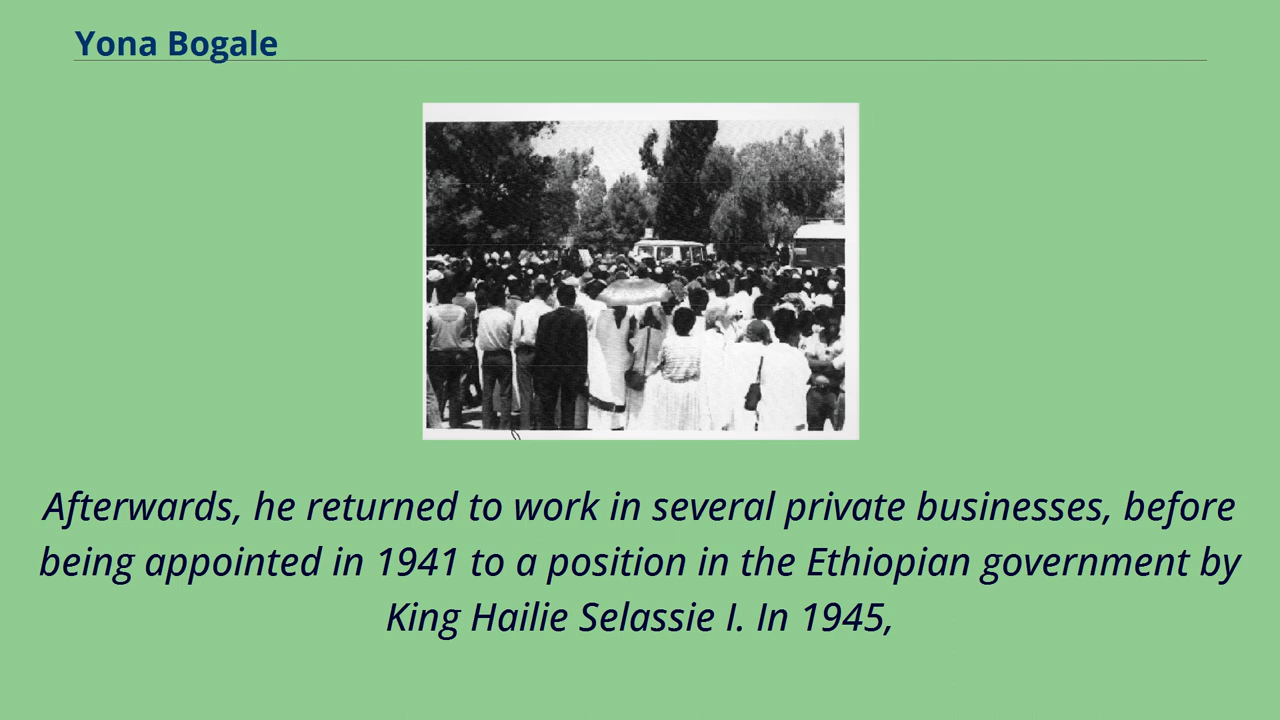 Yona Bogale
Afterwards, he returned to work in several private businesses, before
being appointed in 1941 to a position in the Ethiopian government by
King Hailie Selassie I. In 1945,